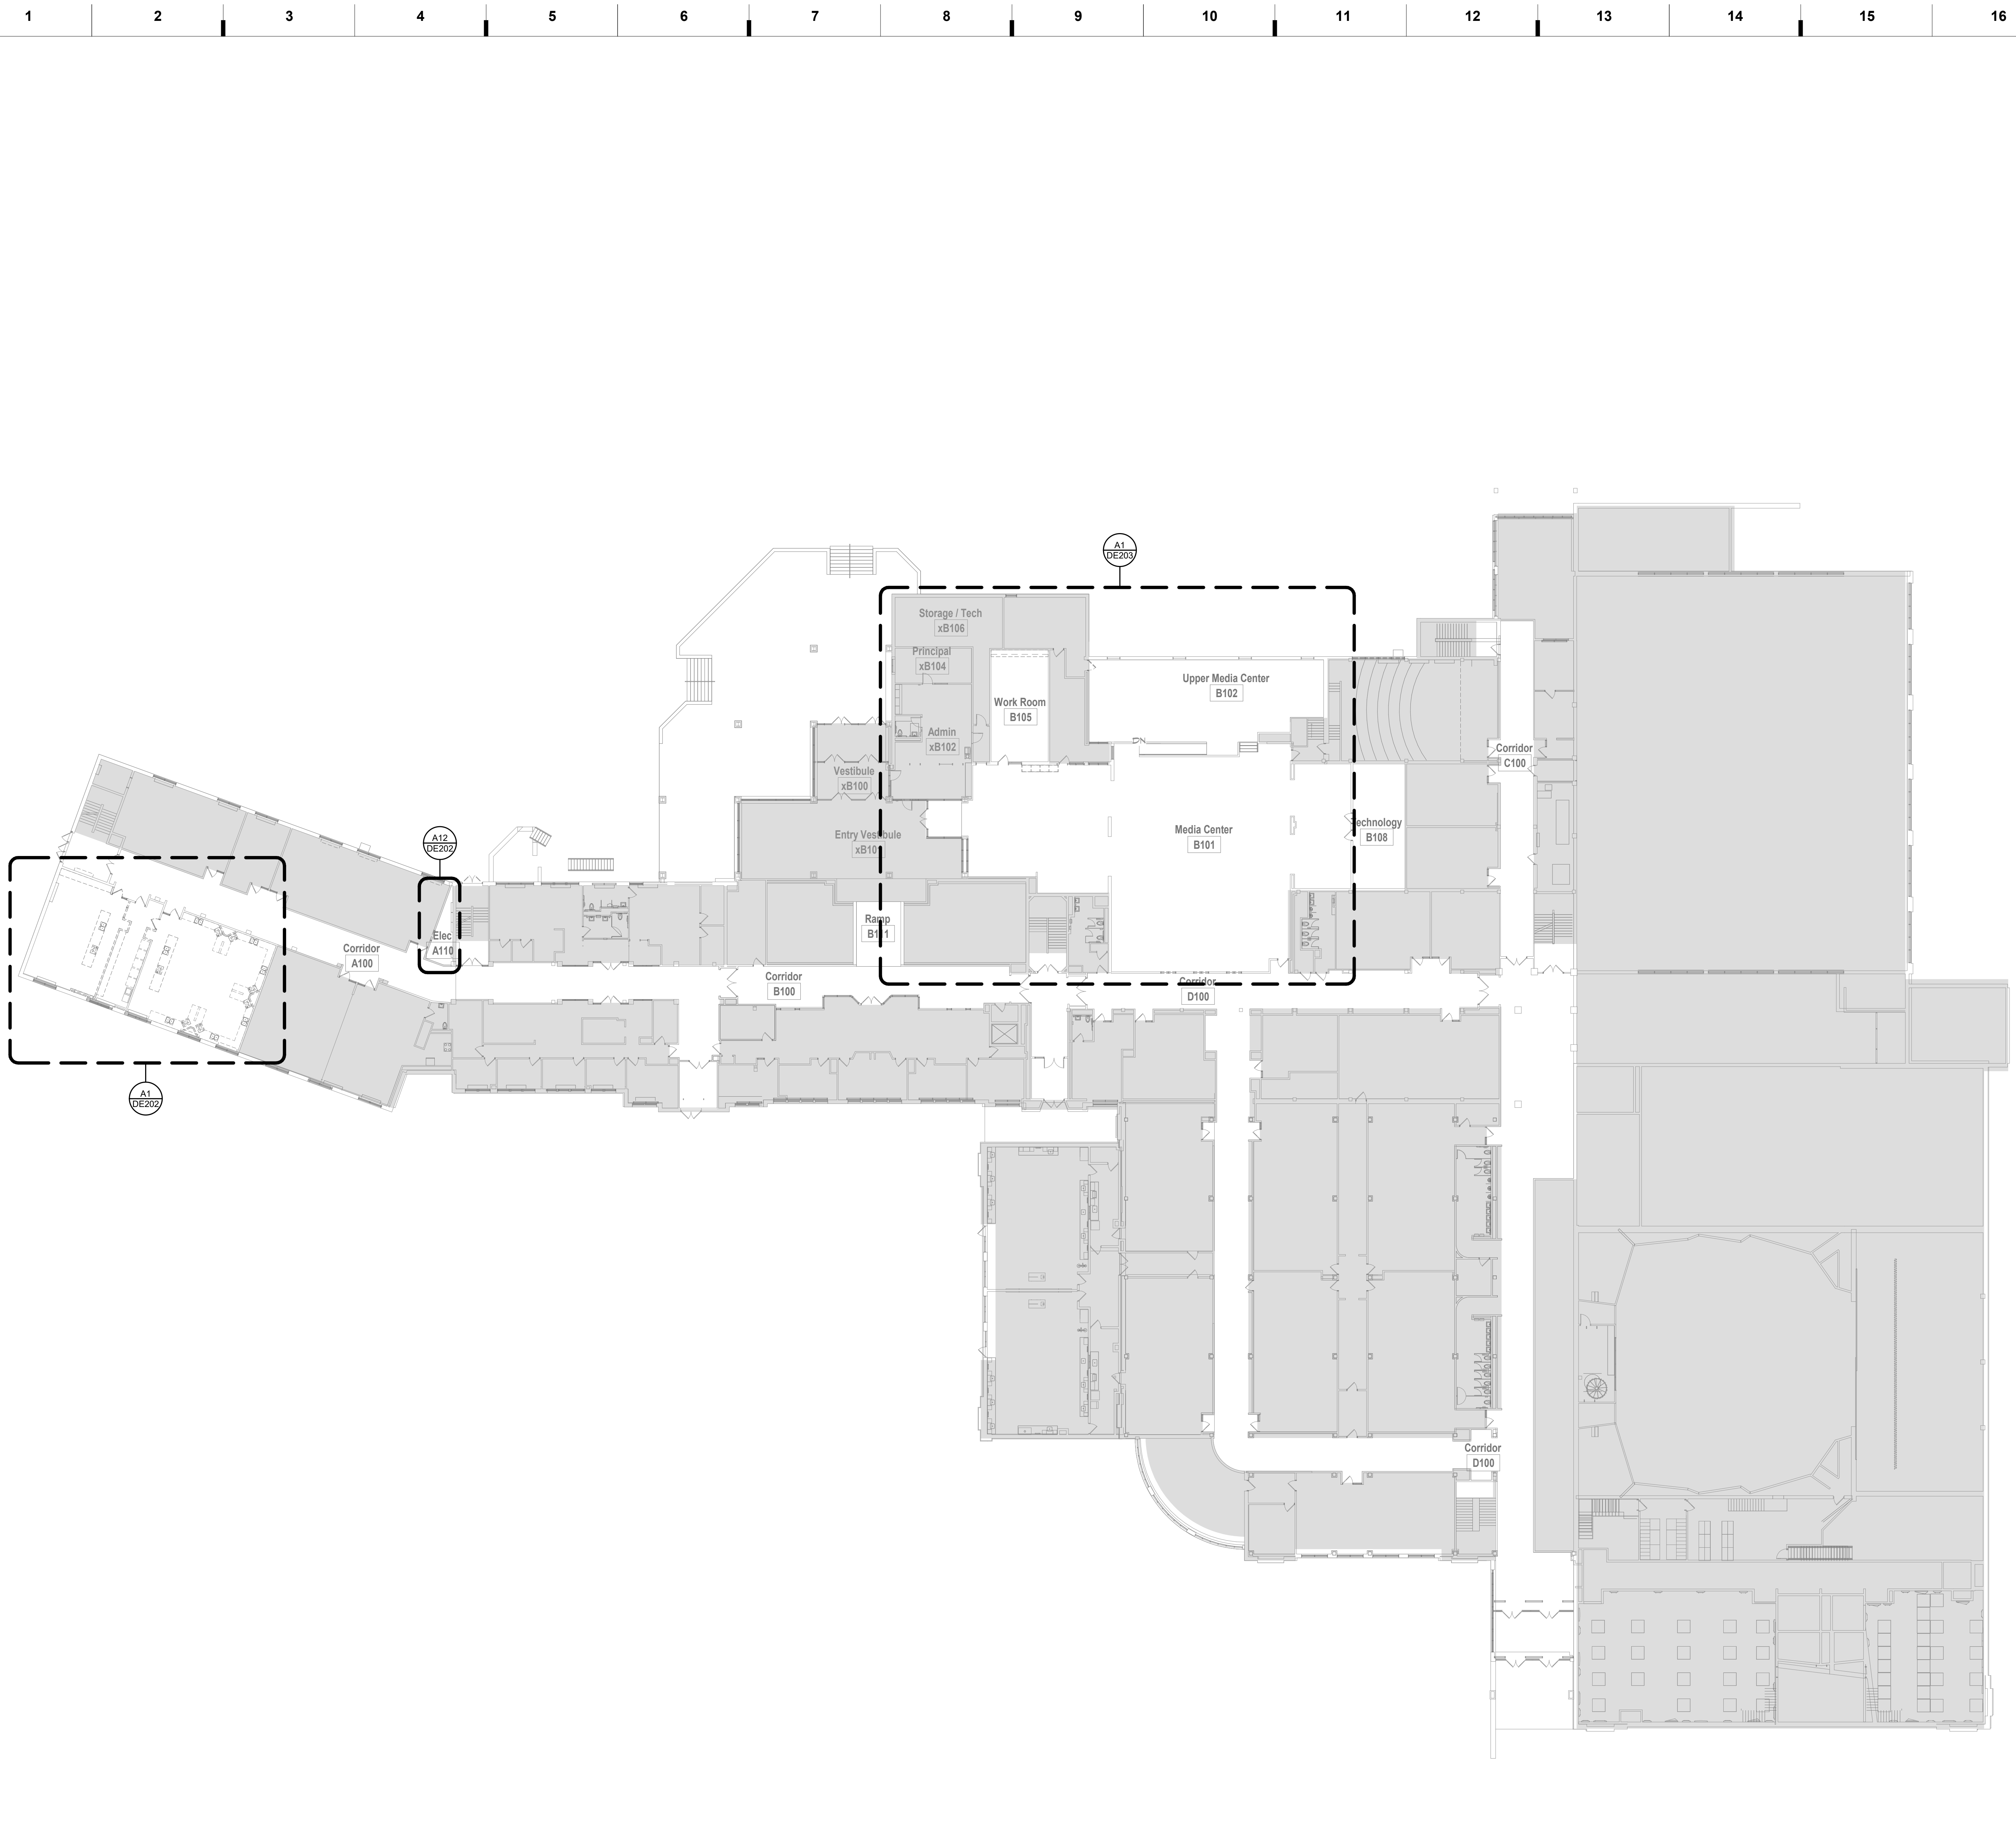 1 2 3 4 5 6 7 8 9 10 11 12 13 14 15 16
A1
DE203
Storage / Tech
xB106
Principal
xB104
Upper Media Center
B102
Work Room
B105
Admin
xB102
Corridor
C100
Vestibule
xB100
Technology
B108
Media Center
B101
Entry Vestibule
xB101
A12
DE202
Ramp
B111
Elec
A110
Corridor
A100
Corridor
B100
Corridor
D100
A1
DE202
Corridor
D100